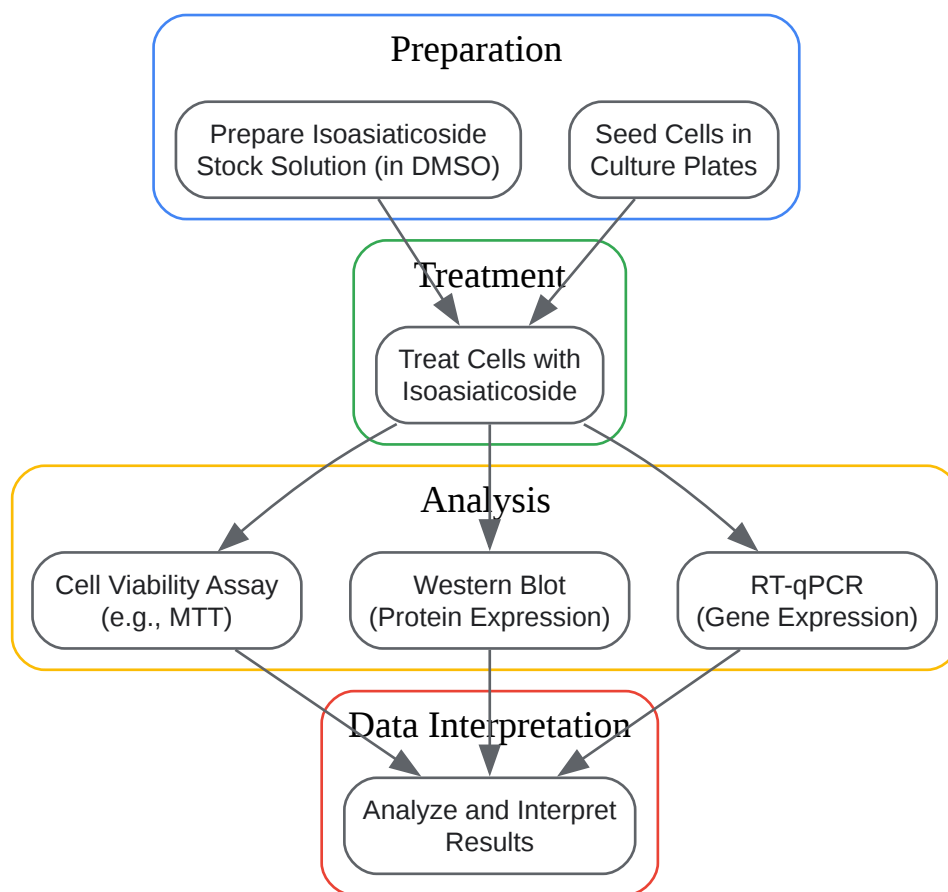 Preparation
Prepare Isoasiaticoside
Stock Solution (in DMSO)
Seed Cells in
Culture Plates
Treatment
Treat Cells with
Isoasiaticoside
Analysis
Cell Viability Assay
(e.g., MTT)
Western Blot
(Protein Expression)
RT-qPCR
(Gene Expression)
Data Interpretation
Analyze and Interpret
Results